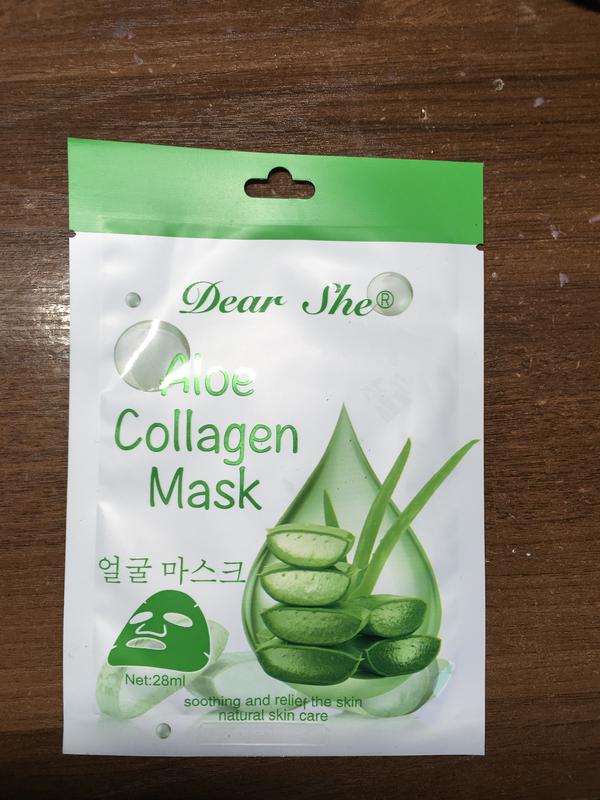 Dear She®
Aloe
Collagen
Mask
얼굴 마스크
Net:28ml
soothing and relief the skin
natural skin care